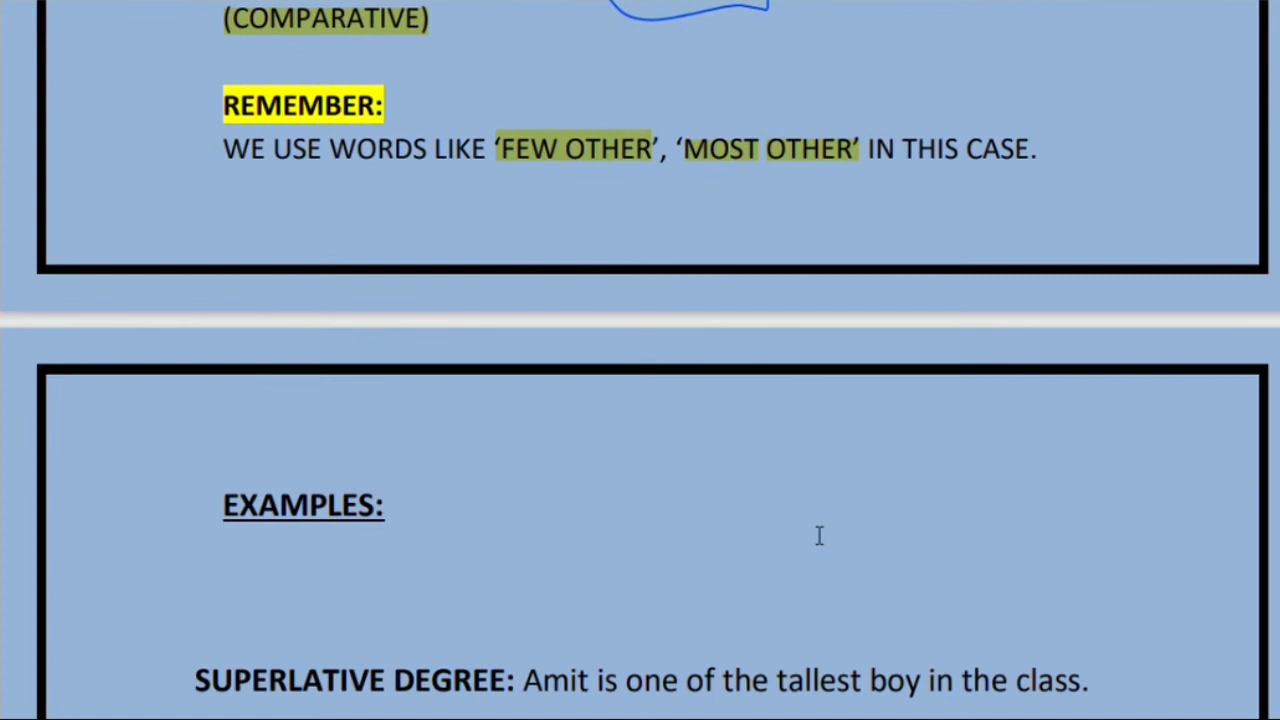 (COMPARATIVE)
REMEMBER:
WE USE WORDS LIKE ‘FEW OTHER’, ‘MOST OTHER’ IN THIS CASE.
EXAMPLES:
SUPERLATIVE DEGREE: Amit is one of the tallest boy in the class.